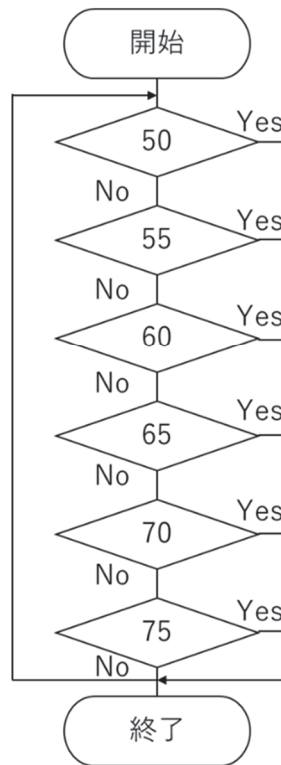 開始
Yes
50
No
Yes
55
No
Yes
60
No
Yes
65
No
Yes
70
No
Yes
75
No
終了